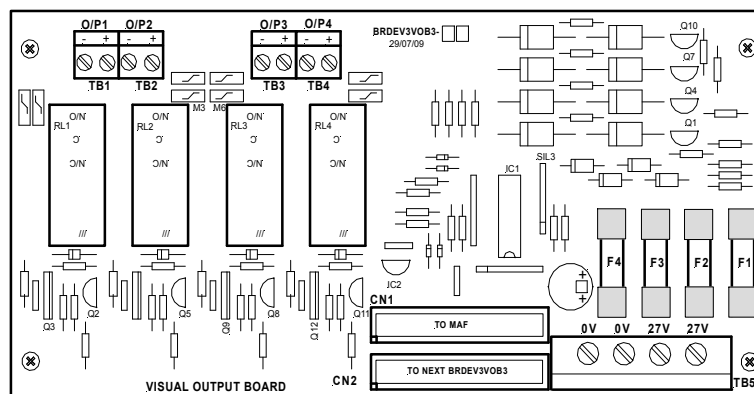 O/P1 O/P2 O/P3 O/P4
- + - + - + - +
TB1 TB2 TB3 TB4
BRDEV3VOB3-
29/07/09
Q10
Q7
Q4
Q1
M3 M6
RL1 RL2 RL3 RL4
N/O N/O N/O N/O
C C C C
N/C N/C N/C N/C
IC1
SIL3
IC2
Q3 Q2 Q5 Q9 Q8 Q12 Q11
F4 F3 F2 F1
+ +
CN1
TO MAF
0V 0V 27V 27V
CN2
TO NEXT BRDEV3VOB3
TB5
VISUAL OUTPUT BOARD